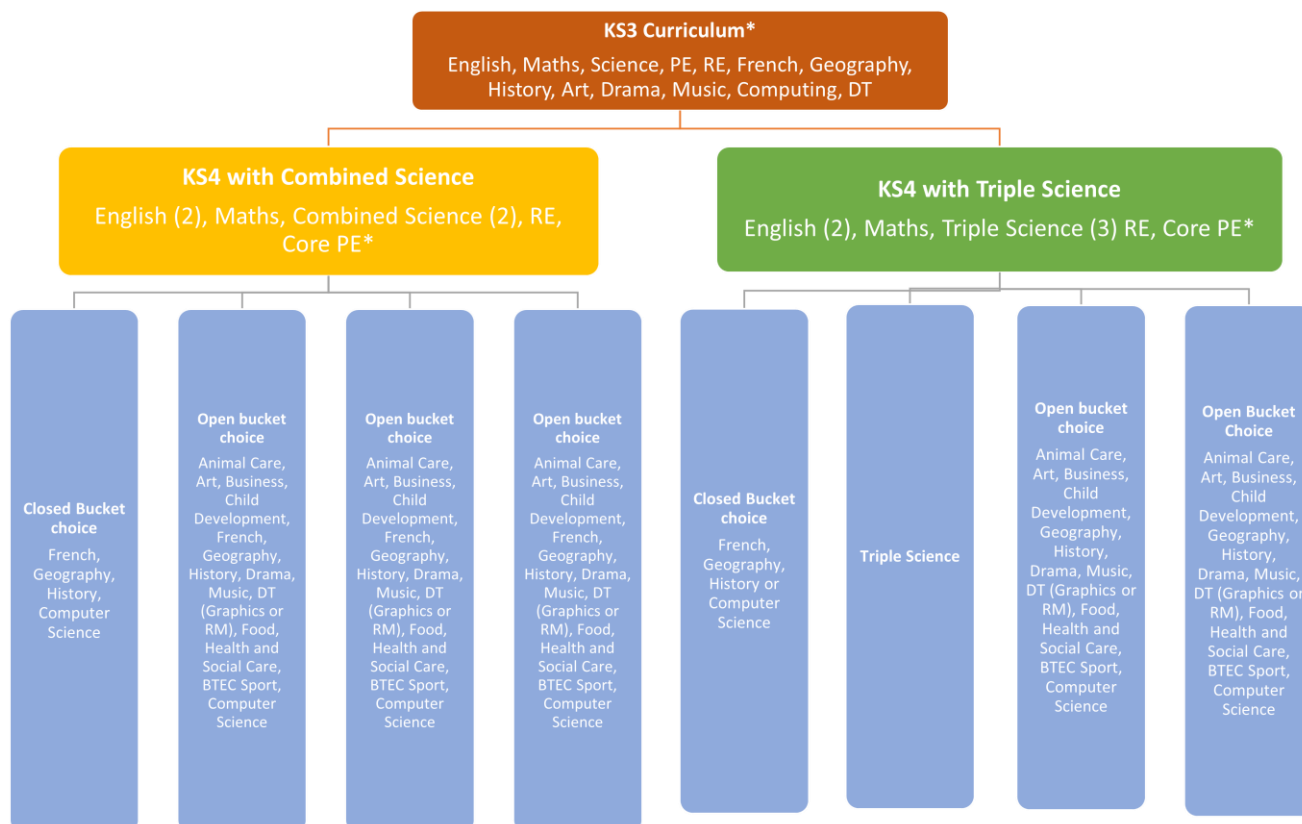 KS3 Curriculum*
English, Maths, Science, PE, RE, French, Geography,
History, Art, Drama, Music, Computing, DT
KS4 with Combined Science
English (2), Maths, Combined Science (2), RE,
Core PE*
KS4 with Triple Science
English (2), Maths, Triple Science (3) RE, Core PE*
Closed Bucket
choice
French,
Geography,
History,
Computer
Science
Open bucket
choice
Animal Care,
Art, Business,
Child
Development,
French,
Geography,
History, Drama,
Music, DT
(Graphics or
RM), Food,
Health and
Social Care,
BTEC Sport,
Computer
Science
Open bucket
choice
Animal Care,
Art, Business,
Child
Development,
French,
Geography,
History, Drama,
Music, DT
(Graphics or
RM), Food,
Health and
Social Care,
BTEC Sport,
Computer
Science
Open bucket
choice
Animal Care,
Art, Business,
Child
Development,
French,
Geography,
History, Drama,
Music, DT
(Graphics or
RM), Food,
Health and
Social Care,
BTEC Sport,
Computer
Science
Closed Bucket
choice
French,
Geography,
History or
Computer
Science
Triple Science
Open bucket
choice
Animal Care,
Art, Business,
Child
Development,
Geography,
History,
Drama, Music,
DT (Graphics or
RM), Food,
Health and
Social Care,
BTEC Sport,
Computer
Science
Open Bucket
Choice
Animal Care,
Art, Business,
Child
Development,
Geography,
History,
Drama, Music,
DT (Graphics or
RM), Food,
Health and
Social Care,
BTEC Sport,
Computer
Science